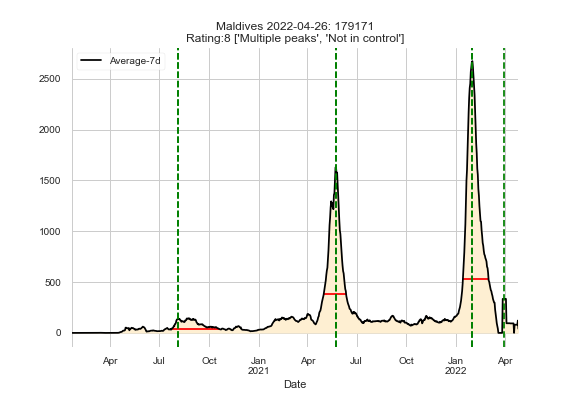 Maldives 2022-04-26: 179171
Rating:8 ['Multiple peaks', 'Not in control']
Average-7d
2500
2000
1500
1000
500
0
Apr Jul Oct Jan Apr Jul Oct Jan Apr
2021 2022
Date